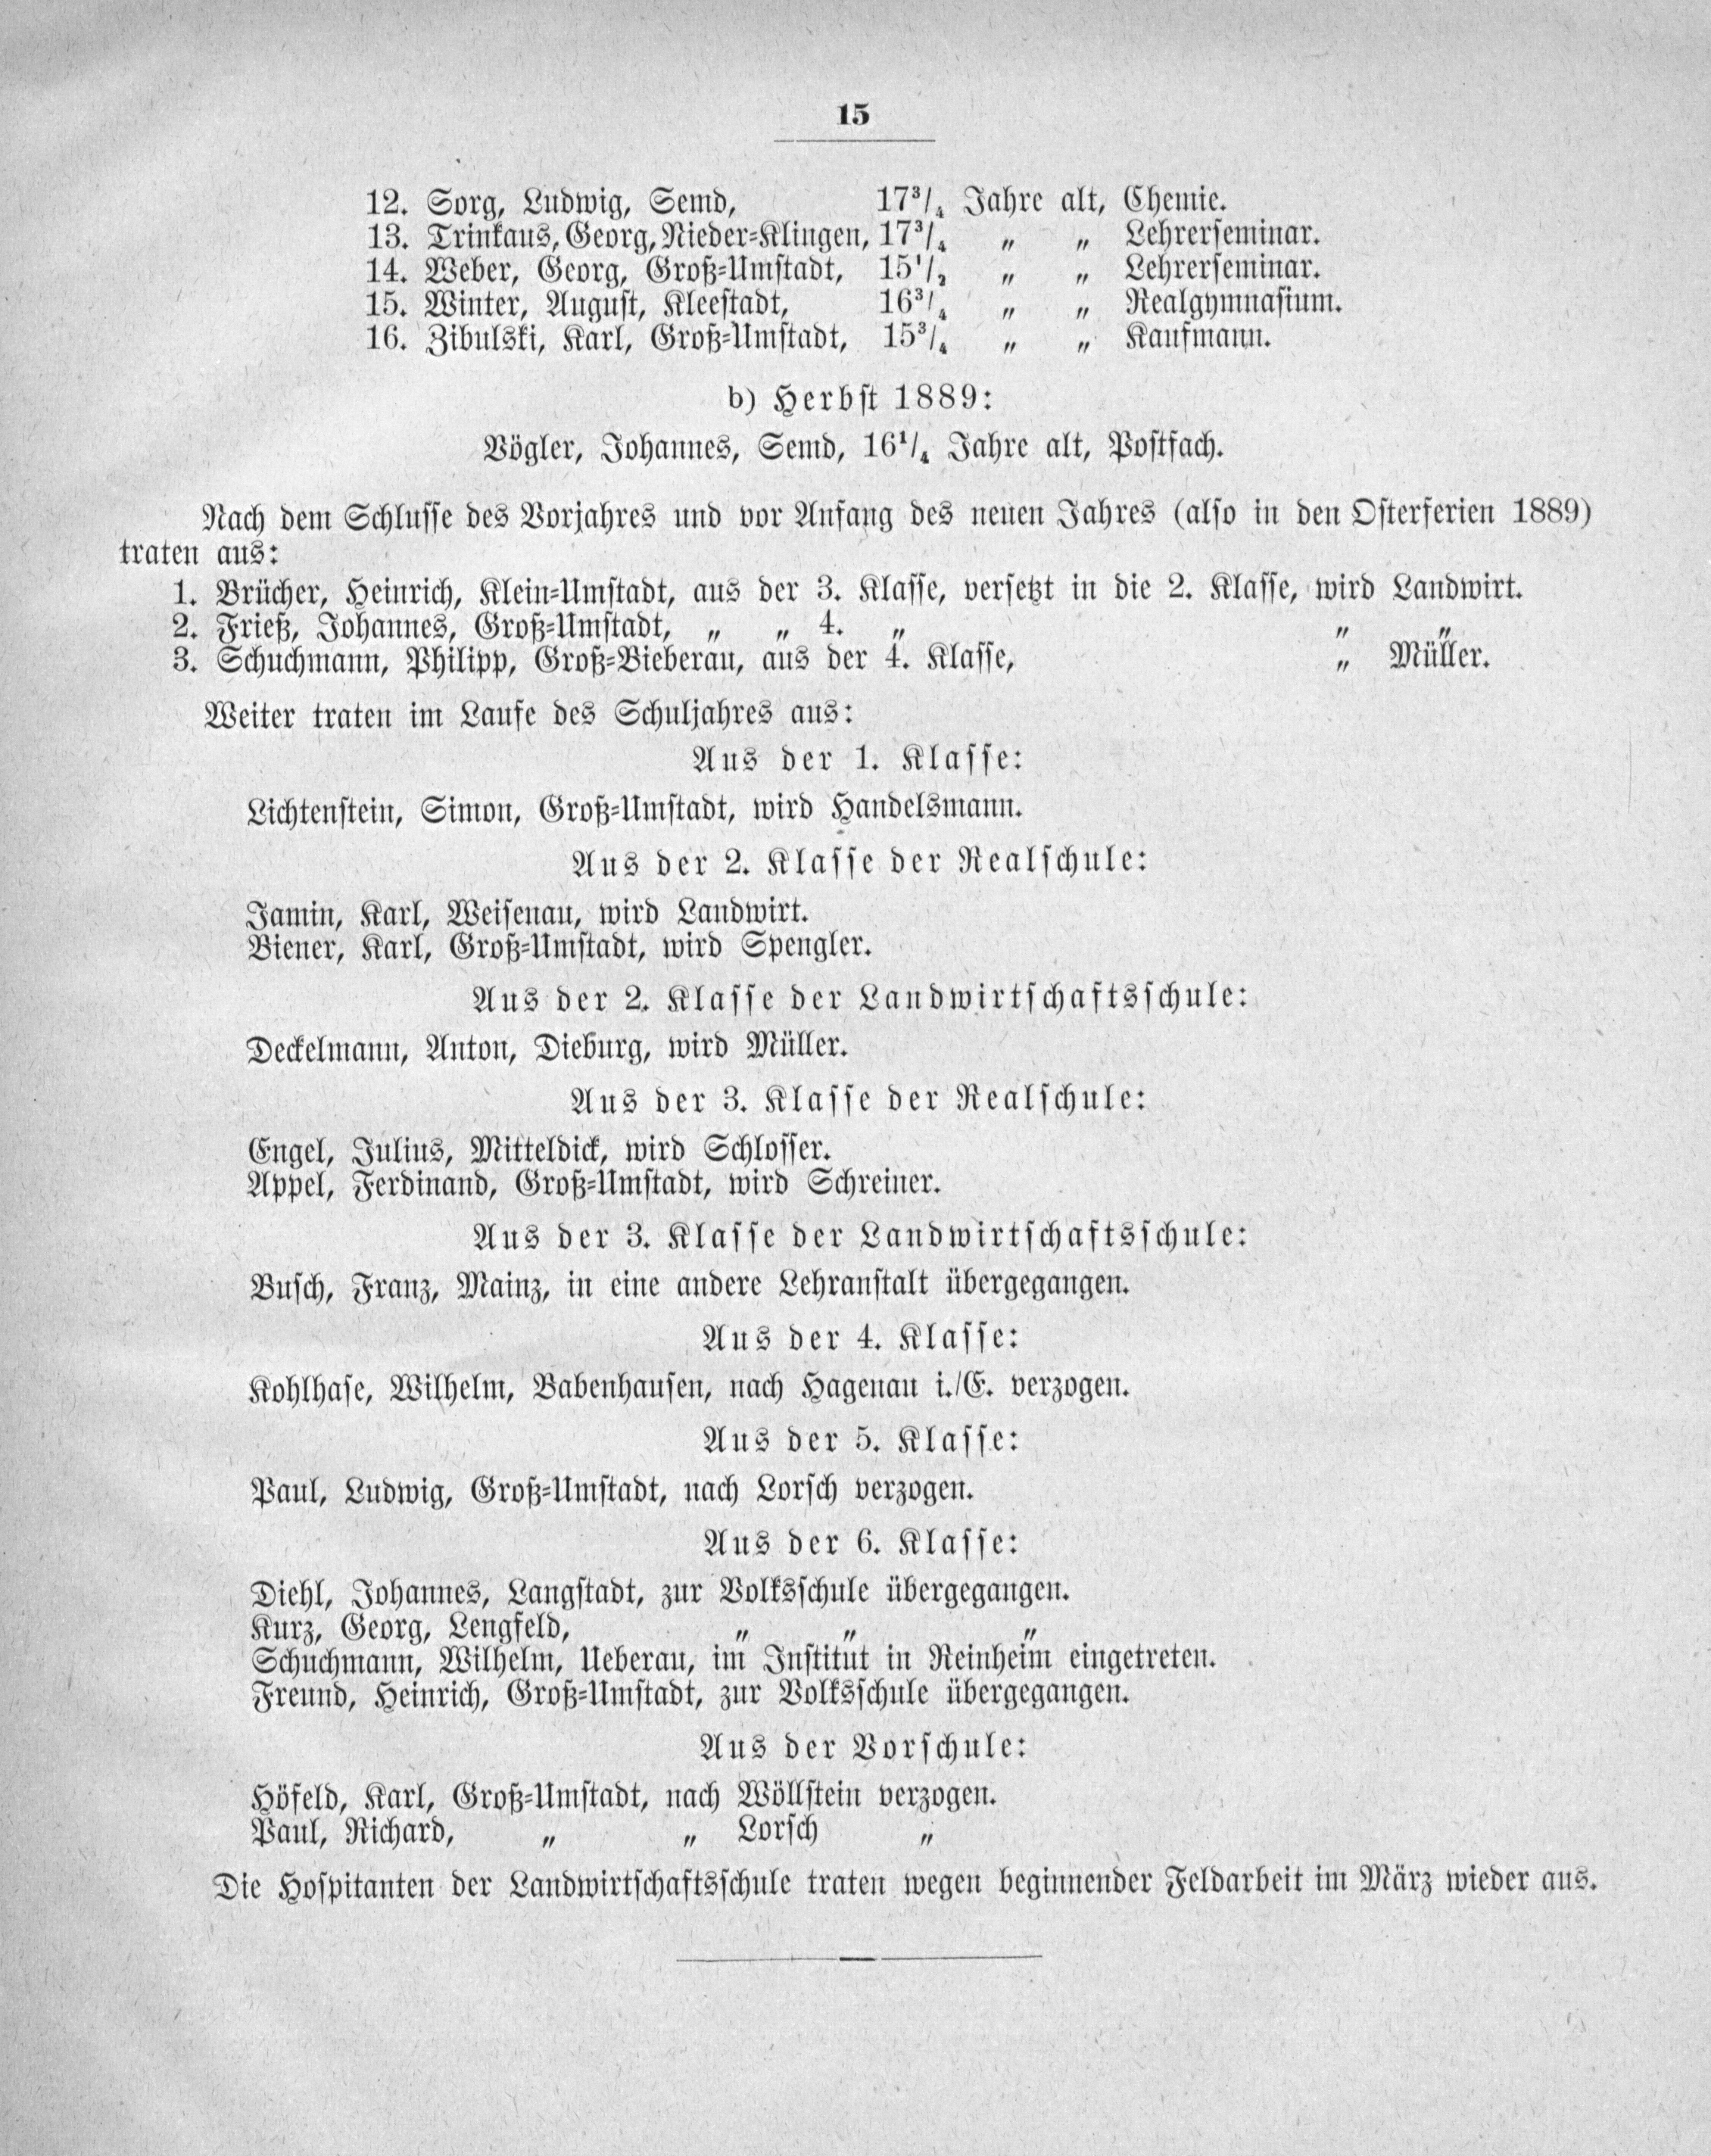 15
12. Sorg, Ludwig, Semd, 17³/₄ Jahre alt, Chemie.
13. Trinkaus, Georg, Nieder-Klingen, 17³/₄ „ „ Lehrerseminar.
14. Weber, Georg, Groß-Umstadt, 15¹/₂ „ „ Lehrerseminar.
15. Winter, August, Kleestadt, 16³/₄ „ „ Realgymnasium.
16. Zibulski, Karl, Groß-Umstadt, 15³/₄ „ „ Kaufmann.
b) Herbst 1889:
Vögler, Johannes, Semd, 16¹/₄ Jahre alt, Postfach.
Nach dem Schlusse des Vorjahres und vor Anfang des neuen Jahres (also in den Osterferien 1889)
traten aus:
1. Brücher, Heinrich, Klein-Umstadt, aus der 3. Klasse, versetzt in die 2. Klasse, wird Landwirt.
2. Frieß, Johannes, Groß-Umstadt, „ „ 4. „ „ „
3. Schuchmann, Philipp, Groß-Bieberau, aus der 4. Klasse, „ Müller.
Weiter traten im Laufe des Schuljahres aus:
Aus der 1. Klasse:
Lichtenstein, Simon, Groß-Umstadt, wird Handelsmann.
Aus der 2. Klasse der Realschule:
Jamin, Karl, Weisenau, wird Landwirt.
Biener, Karl, Groß-Umstadt, wird Spengler.
Aus der 2. Klasse der Landwirtschaftsschule:
Deckelmann, Anton, Dieburg, wird Müller.
Aus der 3. Klasse der Realschule:
Engel, Julius, Mitteldick, wird Schlosser.
Appel, Ferdinand, Groß-Umstadt, wird Schreiner.
Aus der 3. Klasse der Landwirtschaftsschule:
Busch, Franz, Mainz, in eine andere Lehranstalt übergegangen.
Aus der 4. Klasse:
Kohlhase, Wilhelm, Babenhausen, nach Hagenau i./E. verzogen.
Aus der 5. Klasse:
Paul, Ludwig, Groß-Umstadt, nach Lorsch verzogen.
Aus der 6. Klasse:
Diehl, Johannes, Langstadt, zur Volksschule übergegangen.
Kurz, Georg, Lengfeld, „ „ „
Schuchmann, Wilhelm, Ueberau, im Institut in Reinheim eingetreten.
Freund, Heinrich, Groß-Umstadt, zur Volksschule übergegangen.
Aus der Vorschule:
Höfeld, Karl, Groß-Umstadt, nach Wöllstein verzogen.
Paul, Richard, „ „ Lorsch „
Die Hospitanten der Landwirtschaftsschule traten wegen beginnender Feldarbeit im März wieder aus.